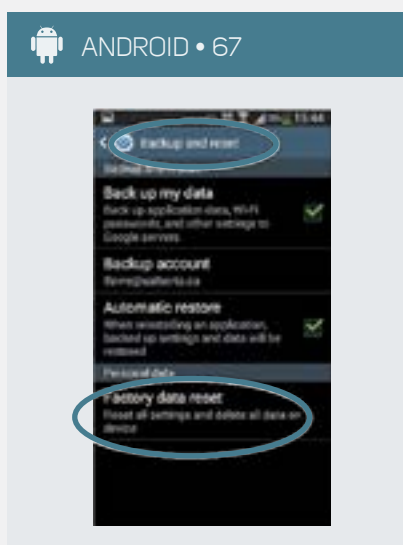 ANDROID • 67
15:44
Backup and reset
Back up my data
Back up application data, Wi-Fi
passwords, and other settings to
Google servers
Backup account
Automatic restore
When reinstalling an application,
backed up settings and data will be
restored
Personal data
Factory data reset
Reset all settings and delete all data on
device